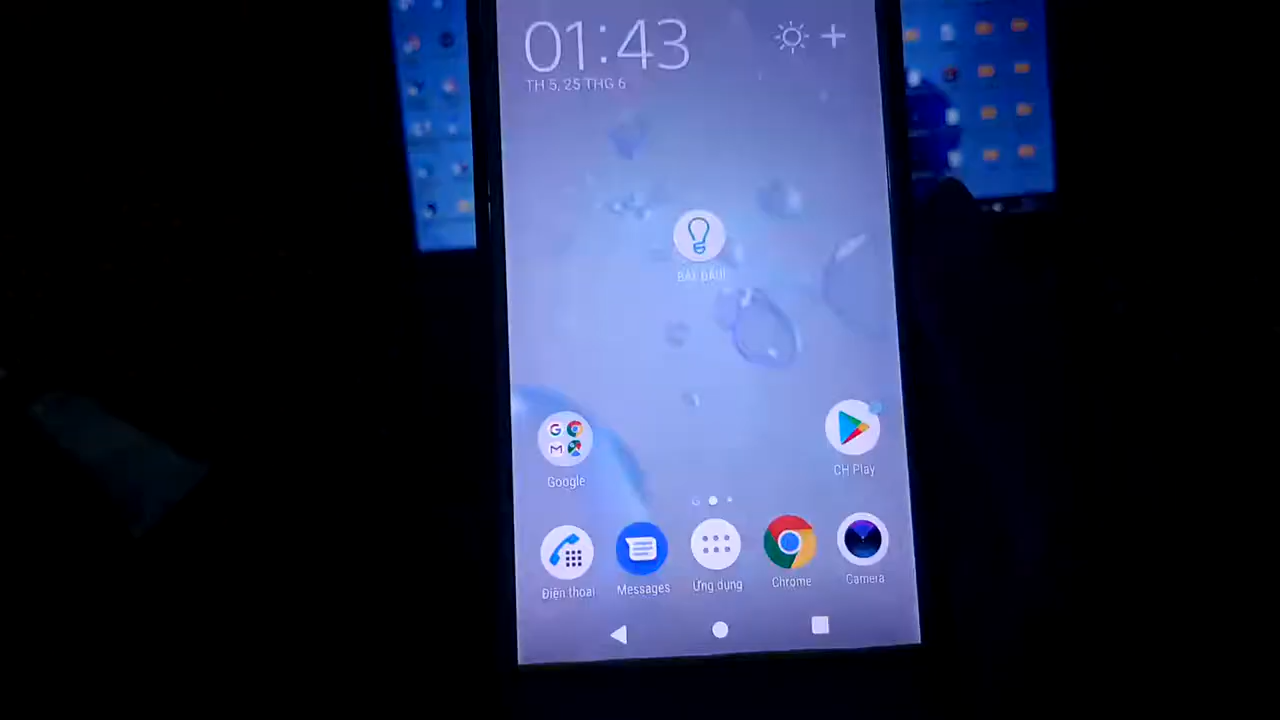 01:43
TH 5, 25 THG 6
BẮT ĐẦU!
Google
CH Play
Điện thoại
Messages
Ứng dụng
Chrome
Camera